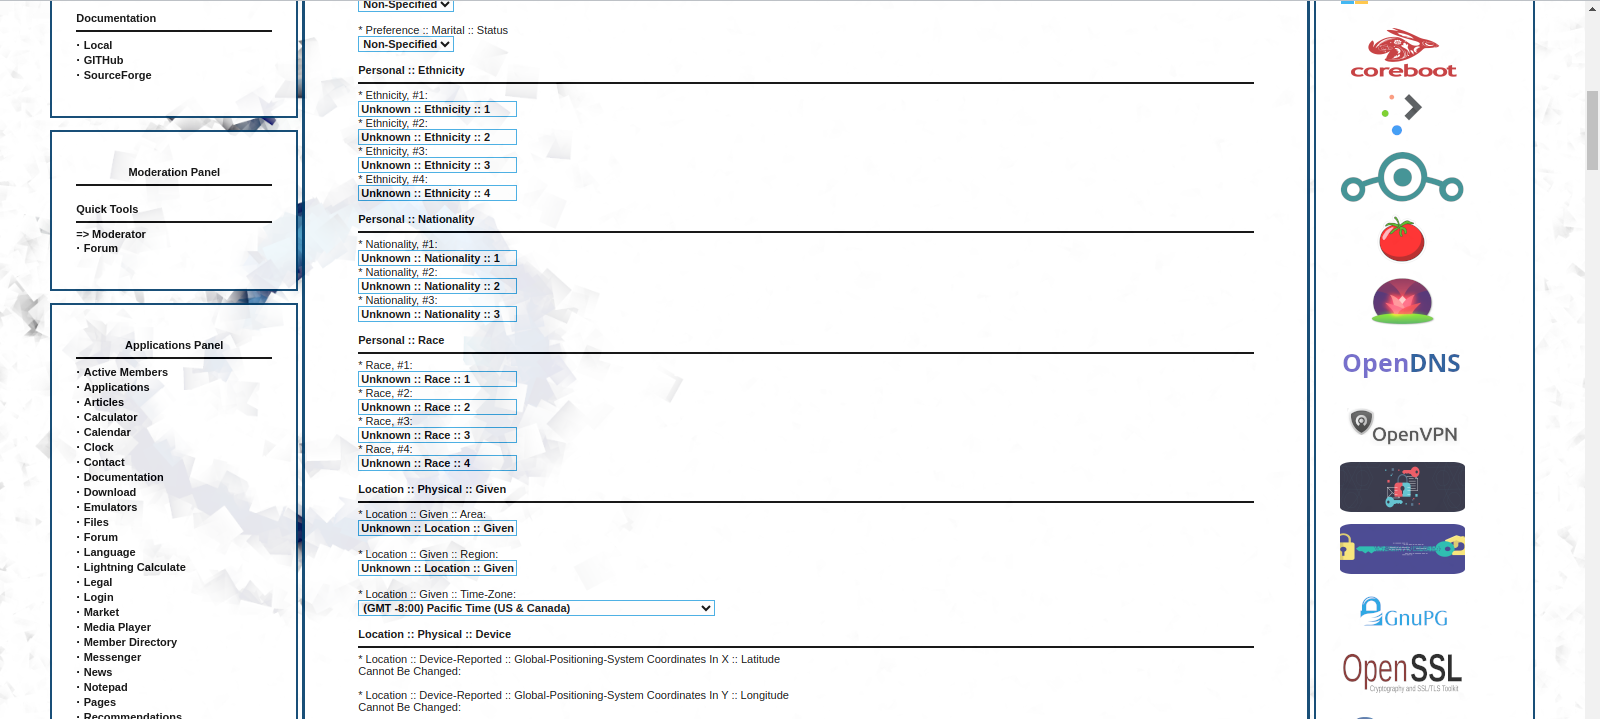 Documentation
· Local
· GITHub
· SourceForge
Moderation Panel
Quick Tools
=> Moderator
· Forum
Applications Panel
· Active Members
· Applications
· Articles
· Calculator
· Calendar
· Clock
· Contact
· Documentation
· Download
· Emulators
· Files
· Forum
· Language
· Lightning Calculate
· Legal
· Login
· Market
· Media Player
· Member Directory
· Messenger
· News
· Notepad
· Pages
· Recommendations
Non-Specified
* Preference :: Marital :: Status
Non-Specified
Personal :: Ethnicity
* Ethnicity, #1:
Unknown :: Ethnicity :: 1
* Ethnicity, #2:
Unknown :: Ethnicity :: 2
* Ethnicity, #3:
Unknown :: Ethnicity :: 3
* Ethnicity, #4:
Unknown :: Ethnicity :: 4
Personal :: Nationality
* Nationality, #1:
Unknown :: Nationality :: 1
* Nationality, #2:
Unknown :: Nationality :: 2
* Nationality, #3:
Unknown :: Nationality :: 3
Personal :: Race
* Race, #1:
Unknown :: Race :: 1
* Race, #2:
Unknown :: Race :: 2
* Race, #3:
Unknown :: Race :: 3
* Race, #4:
Unknown :: Race :: 4
Location :: Physical :: Given
* Location :: Given :: Area:
Unknown :: Location :: Given
* Location :: Given :: Region:
Unknown :: Location :: Given
* Location :: Given :: Time-Zone:
(GMT -8:00) Pacific Time (US & Canada)
Location :: Physical :: Device
* Location :: Device-Reported :: Global-Positioning-System Coordinates In X :: Latitude
Cannot Be Changed:
* Location :: Device-Reported :: Global-Positioning-System Coordinates In Y :: Longitude
Cannot Be Changed:
coreboot
OpenDNS
OpenVPN
GnuPG
OpenSSL
Cryptography and SSL/TLS Toolkit